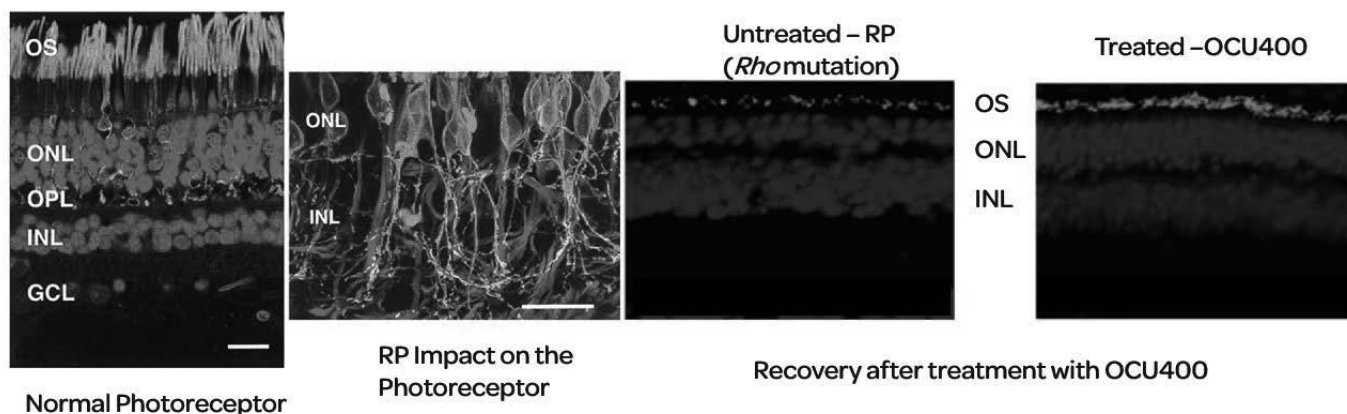 OS
ONL
OPL
INL
GCL
Normal Photoreceptor
ONL
INL
RP Impact on the
Photoreceptor
Untreated – RP
(Rho mutation)
OS
ONL
INL
Treated –OCU400
Recovery after treatment with OCU400